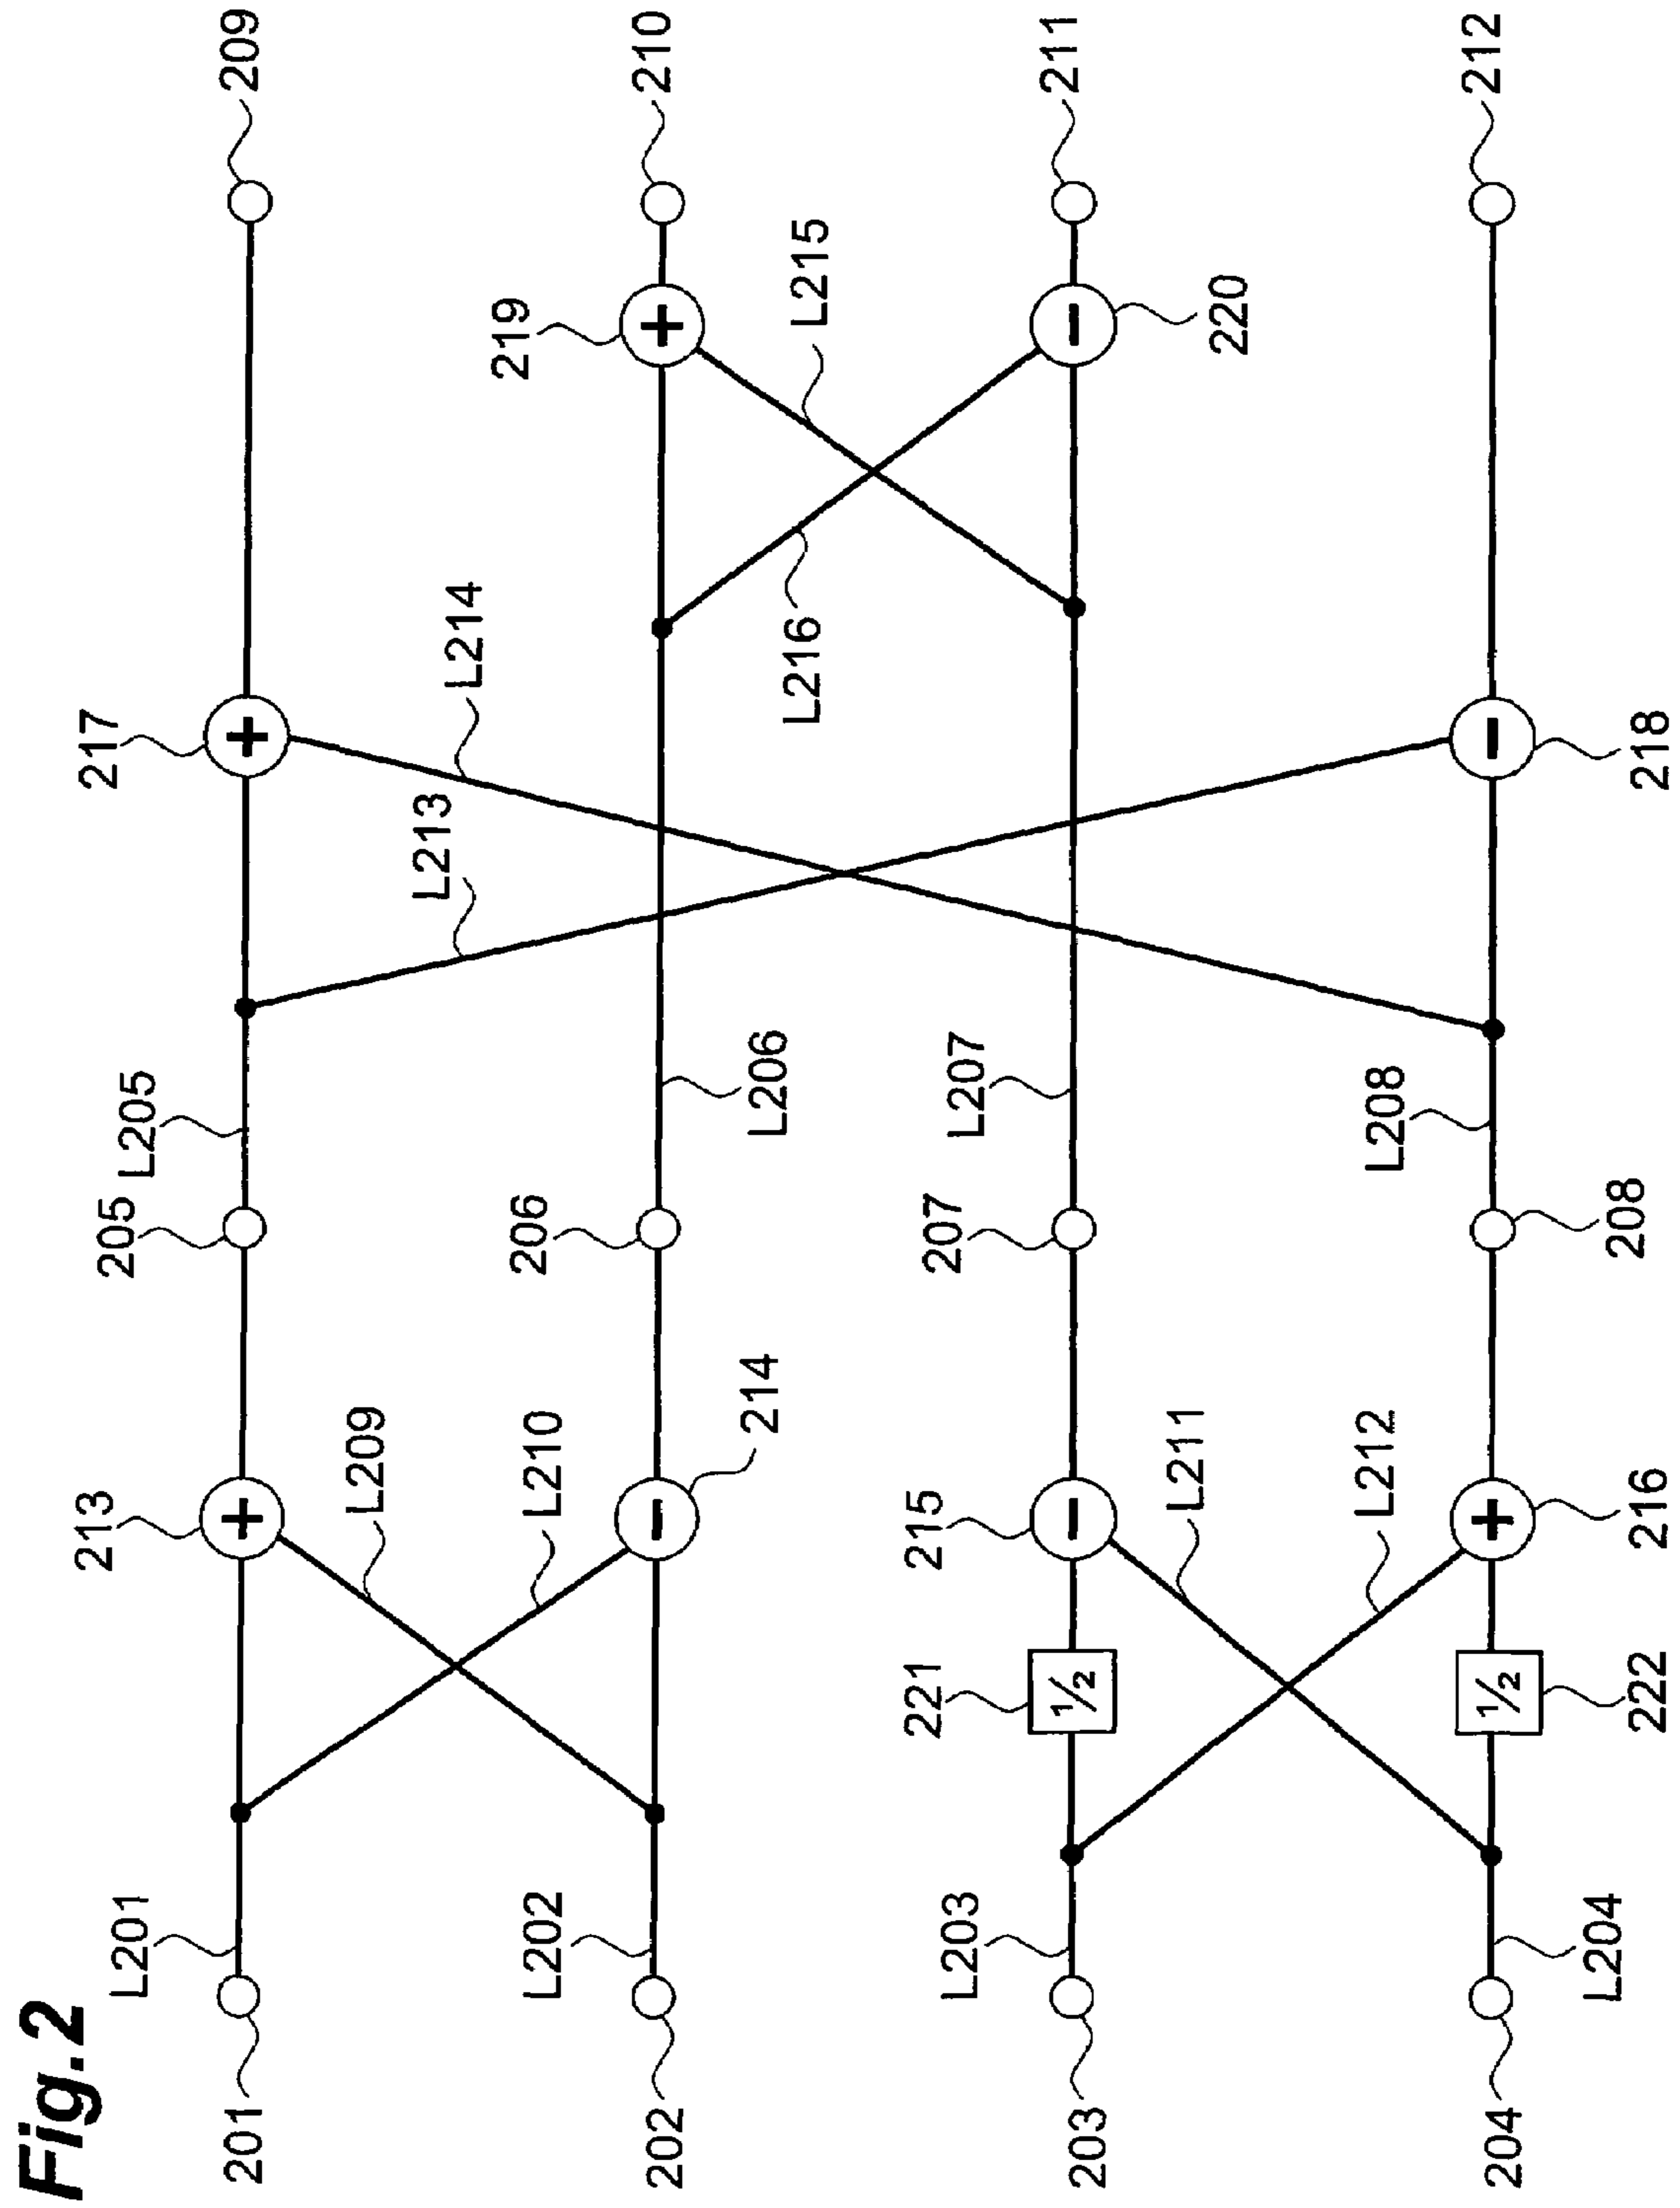 Fig.2
209
210
211
212
219
L215
220
217
L214
L216
218
L213
L205
L206
L207
L208
205
206
207
208
213
L209
L210
214
215
L211
L212
216
+
+
+
+
−
−
−
−
221
½
222
½
L201
L202
L203
L204
201
202
203
204